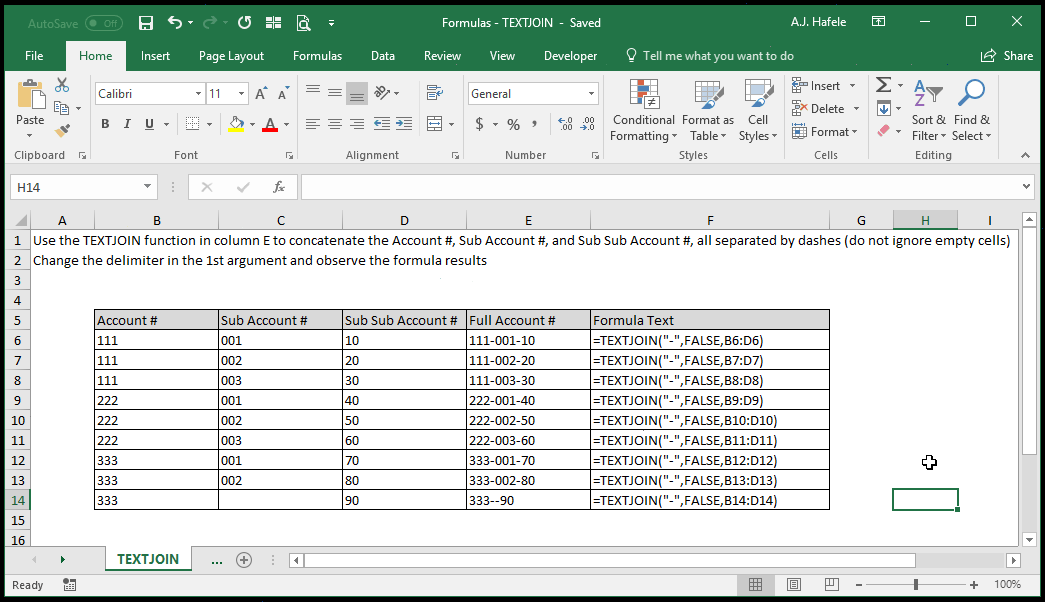 AutoSave Off Formulas - TEXTJOIN - Saved A.J. Hafele
File Home Insert Page Layout Formulas Data Review View Developer Tell me what you want to do Share
Paste
Clipboard
Calibri 11 A A
B I U A
Font
Alignment
General
$ % , .00 .0
Number
Conditional Formatting
Format as Table
Cell Styles
Styles
Insert
Delete
Format
Cells
Σ
Sort & Filter
Find & Select
Editing
H14 fx
A B C D E F G H I
1 Use the TEXTJOIN function in column E to concatenate the Account #, Sub Account #, and Sub Sub Account #, all separated by dashes (do not ignore empty cells)
2 Change the delimiter in the 1st argument and observe the formula results
3
4
5 Account # Sub Account # Sub Sub Account # Full Account # Formula Text
6 111 001 10 111-001-10 =TEXTJOIN("-",FALSE,B6:D6)
7 111 002 20 111-002-20 =TEXTJOIN("-",FALSE,B7:D7)
8 111 003 30 111-003-30 =TEXTJOIN("-",FALSE,B8:D8)
9 222 001 40 222-001-40 =TEXTJOIN("-",FALSE,B9:D9)
10 222 002 50 222-002-50 =TEXTJOIN("-",FALSE,B10:D10)
11 222 003 60 222-003-60 =TEXTJOIN("-",FALSE,B11:D11)
12 333 001 70 333-001-70 =TEXTJOIN("-",FALSE,B12:D12)
13 333 002 80 333-002-80 =TEXTJOIN("-",FALSE,B13:D13)
14 333 90 333--90 =TEXTJOIN("-",FALSE,B14:D14)
15
16
TEXTJOIN ...
Ready 100%